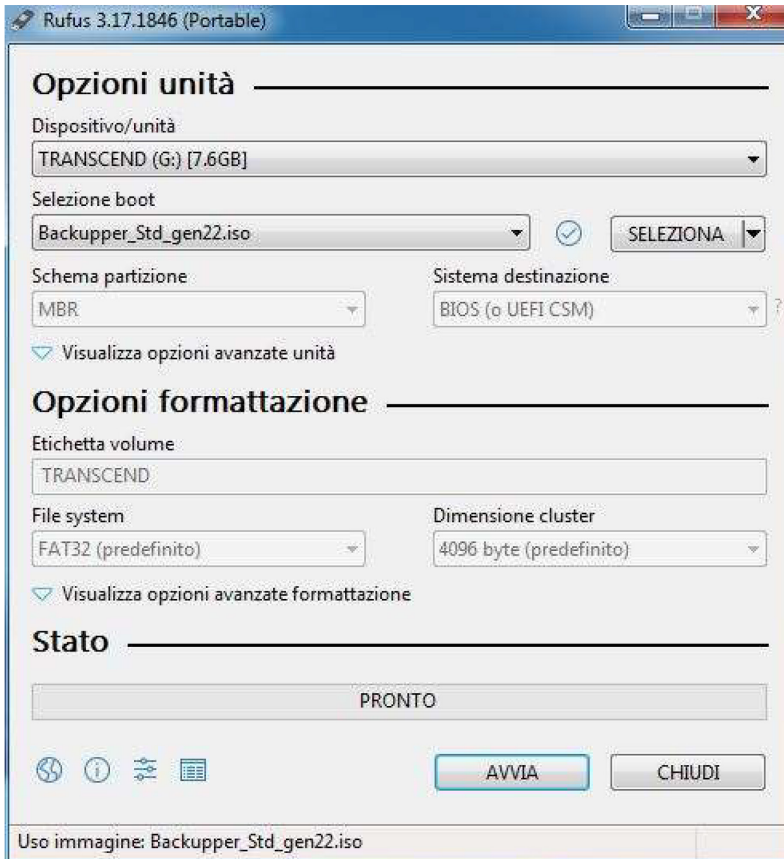 Rufus 3.17.1846 (Portable)
Opzioni unità
Dispositivo/unità
TRANSCEND (G:) [7.6GB]
Selezione boot
Backupper_Std_gen22.iso
SELEZIONA
Schema partizione
Sistema destinazione
MBR
BIOS (o UEFI CSM)
?
Visualizza opzioni avanzate unità
Opzioni formattazione
Etichetta volume
TRANSCEND
File system
Dimensione cluster
FAT32 (predefinito)
4096 byte (predefinito)
Visualizza opzioni avanzate formattazione
Stato
PRONTO
AVVIA
CHIUDI
Uso immagine: Backupper_Std_gen22.iso